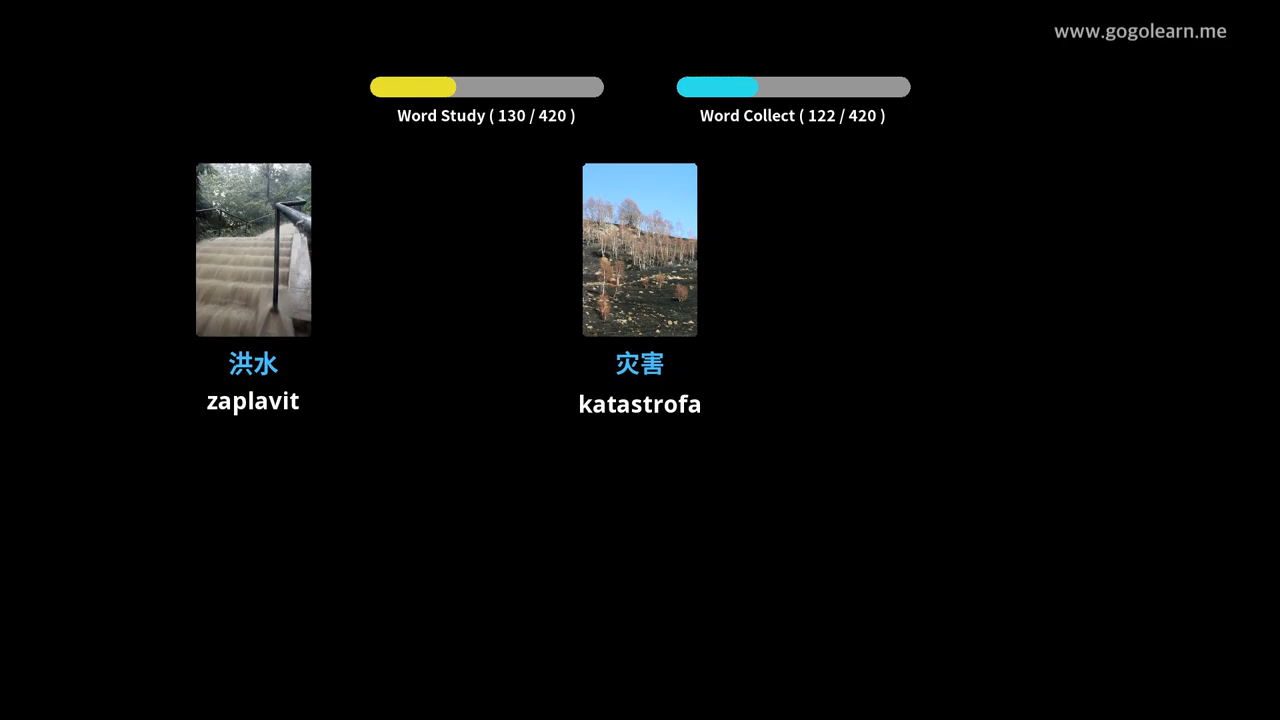 www.gogolearn.me
Word Study ( 130 / 420 )
Word Collect ( 122 / 420 )
洪水
zaplavit
灾害
katastrofa